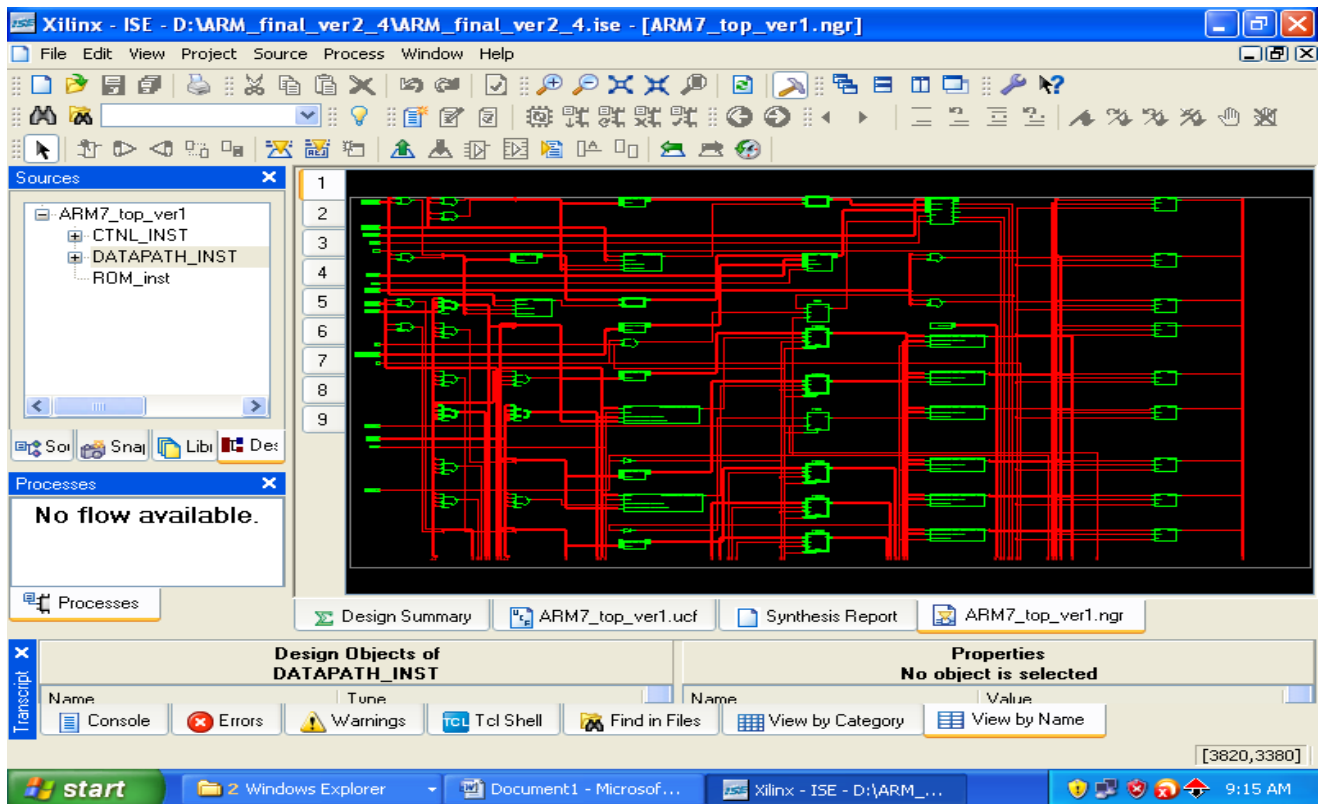 Xilinx - ISE - D:\ARM_final_ver2_4\ARM_final_ver2_4.ise - [ARM7_top_ver1.ngr]
File Edit View Project Source Process Window Help
Sources
ARM7_top_ver1
CTNL_INST
DATAPATH_INST
ROM_inst
1
2
3
4
5
6
7
8
9
Sou Snap Libr Des
Processes
No flow available.
Processes
Design Summary ARM7_top_ver1.ucf Synthesis Report ARM7_top_ver1.ngr
Transcript
Design Objects of
DATAPATH_INST
Properties
No object is selected
Name Type Name Value
Console Errors Warnings TCL Tcl Shell Find in Files View by Category View by Name
[3820,3380]
start 2 Windows Explorer Document1 - Microsof... Xilinx - ISE - D:\ARM_... 9:15 AM